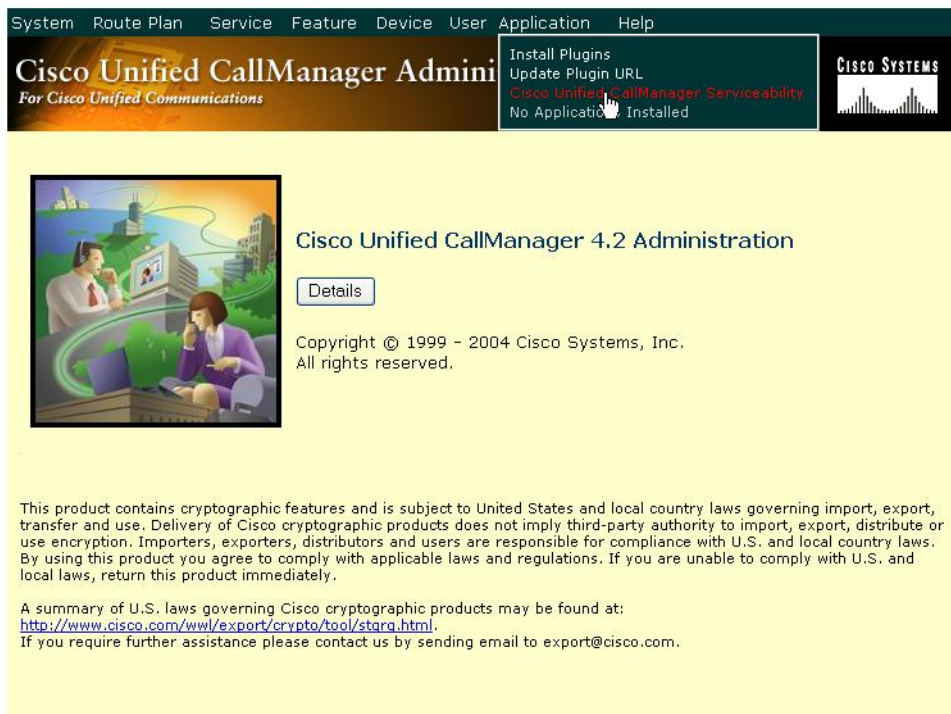 System Route Plan Service Feature Device User Application Help
Cisco Unified CallManager Admini
For Cisco Unified Communications
Install Plugins
Update Plugin URL
Cisco Unified CallManager Serviceability
No Applications Installed
CISCO SYSTEMS
Cisco Unified CallManager 4.2 Administration
Details
Copyright © 1999 - 2004 Cisco Systems, Inc.
All rights reserved.
This product contains cryptographic features and is subject to United States and local country laws governing import, export,
transfer and use. Delivery of Cisco cryptographic products does not imply third-party authority to import, export, distribute or
use encryption. Importers, exporters, distributors and users are responsible for compliance with U.S. and local country laws.
By using this product you agree to comply with applicable laws and regulations. If you are unable to comply with U.S. and
local laws, return this product immediately.
A summary of U.S. laws governing Cisco cryptographic products may be found at:
http://www.cisco.com/wwl/export/crypto/tool/stqrg.html.
If you require further assistance please contact us by sending email to export@cisco.com.